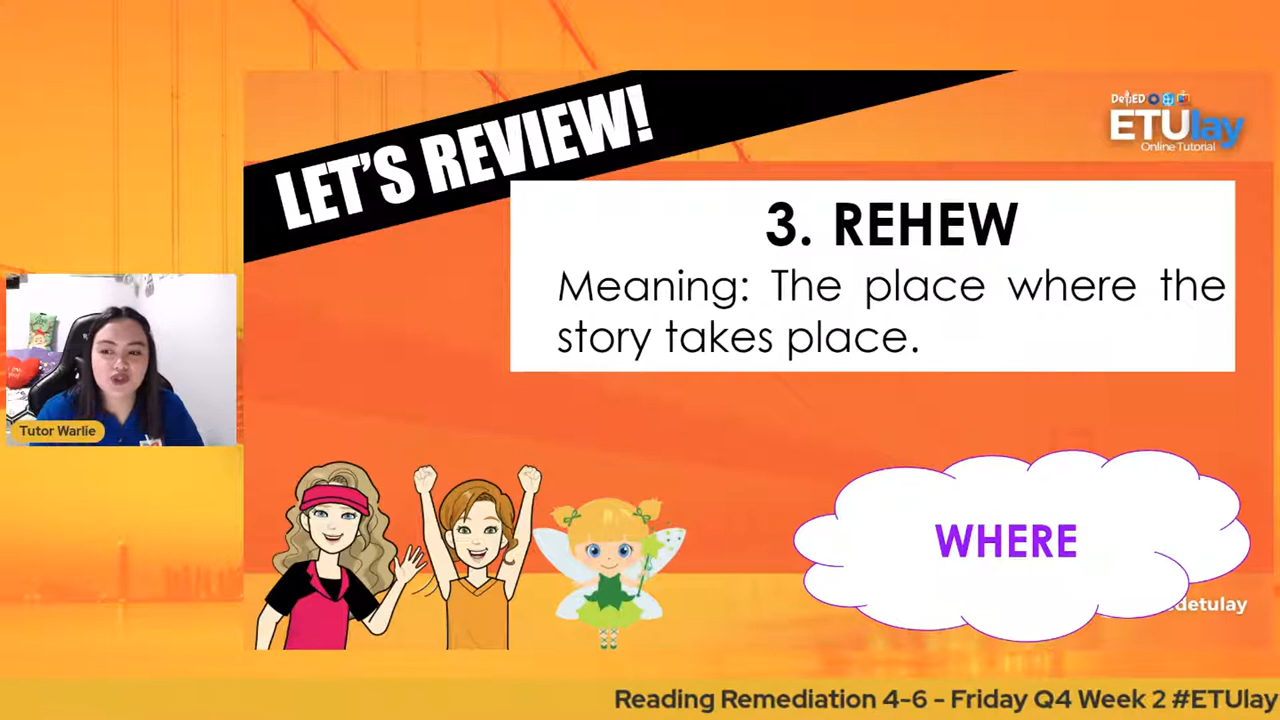 LET'S REVIEW!
DepED
ETUlay
Online Tutorial
3. REHEW
Meaning: The place where the
story takes place.
Tutor Warlie
WHERE
detulay
Reading Remediation 4-6 - Friday Q4 Week 2 #ETUlay